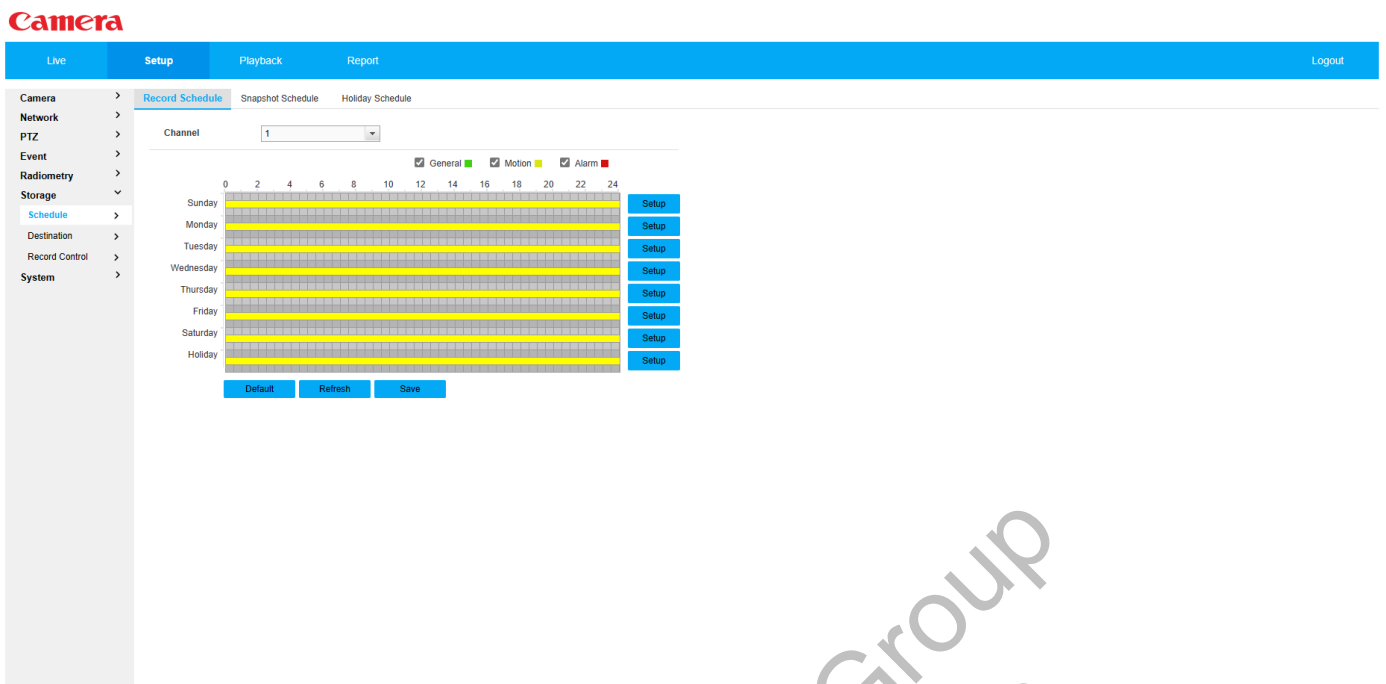 Camera
Live Setup Playback Report Logout
Camera
Network
PTZ
Event
Radiometry
Storage
Schedule
Destination
Record Control
System
Record Schedule Snapshot Schedule Holiday Schedule
Channel 1
General Motion Alarm
0 2 4 6 8 10 12 14 16 18 20 22 24
Sunday Setup
Monday Setup
Tuesday Setup
Wednesday Setup
Thursday Setup
Friday Setup
Saturday Setup
Holiday Setup
Default Refresh Save
Group